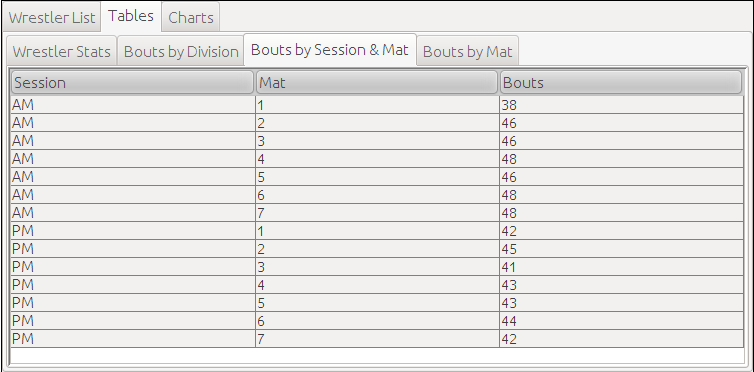 Wrestler List Tables Charts
Wrestler Stats Bouts by Division Bouts by Session & Mat Bouts by Mat
Session Mat Bouts
AM 1 38
AM 2 46
AM 3 46
AM 4 48
AM 5 46
AM 6 48
AM 7 48
PM 1 42
PM 2 45
PM 3 41
PM 4 43
PM 5 43
PM 6 44
PM 7 42